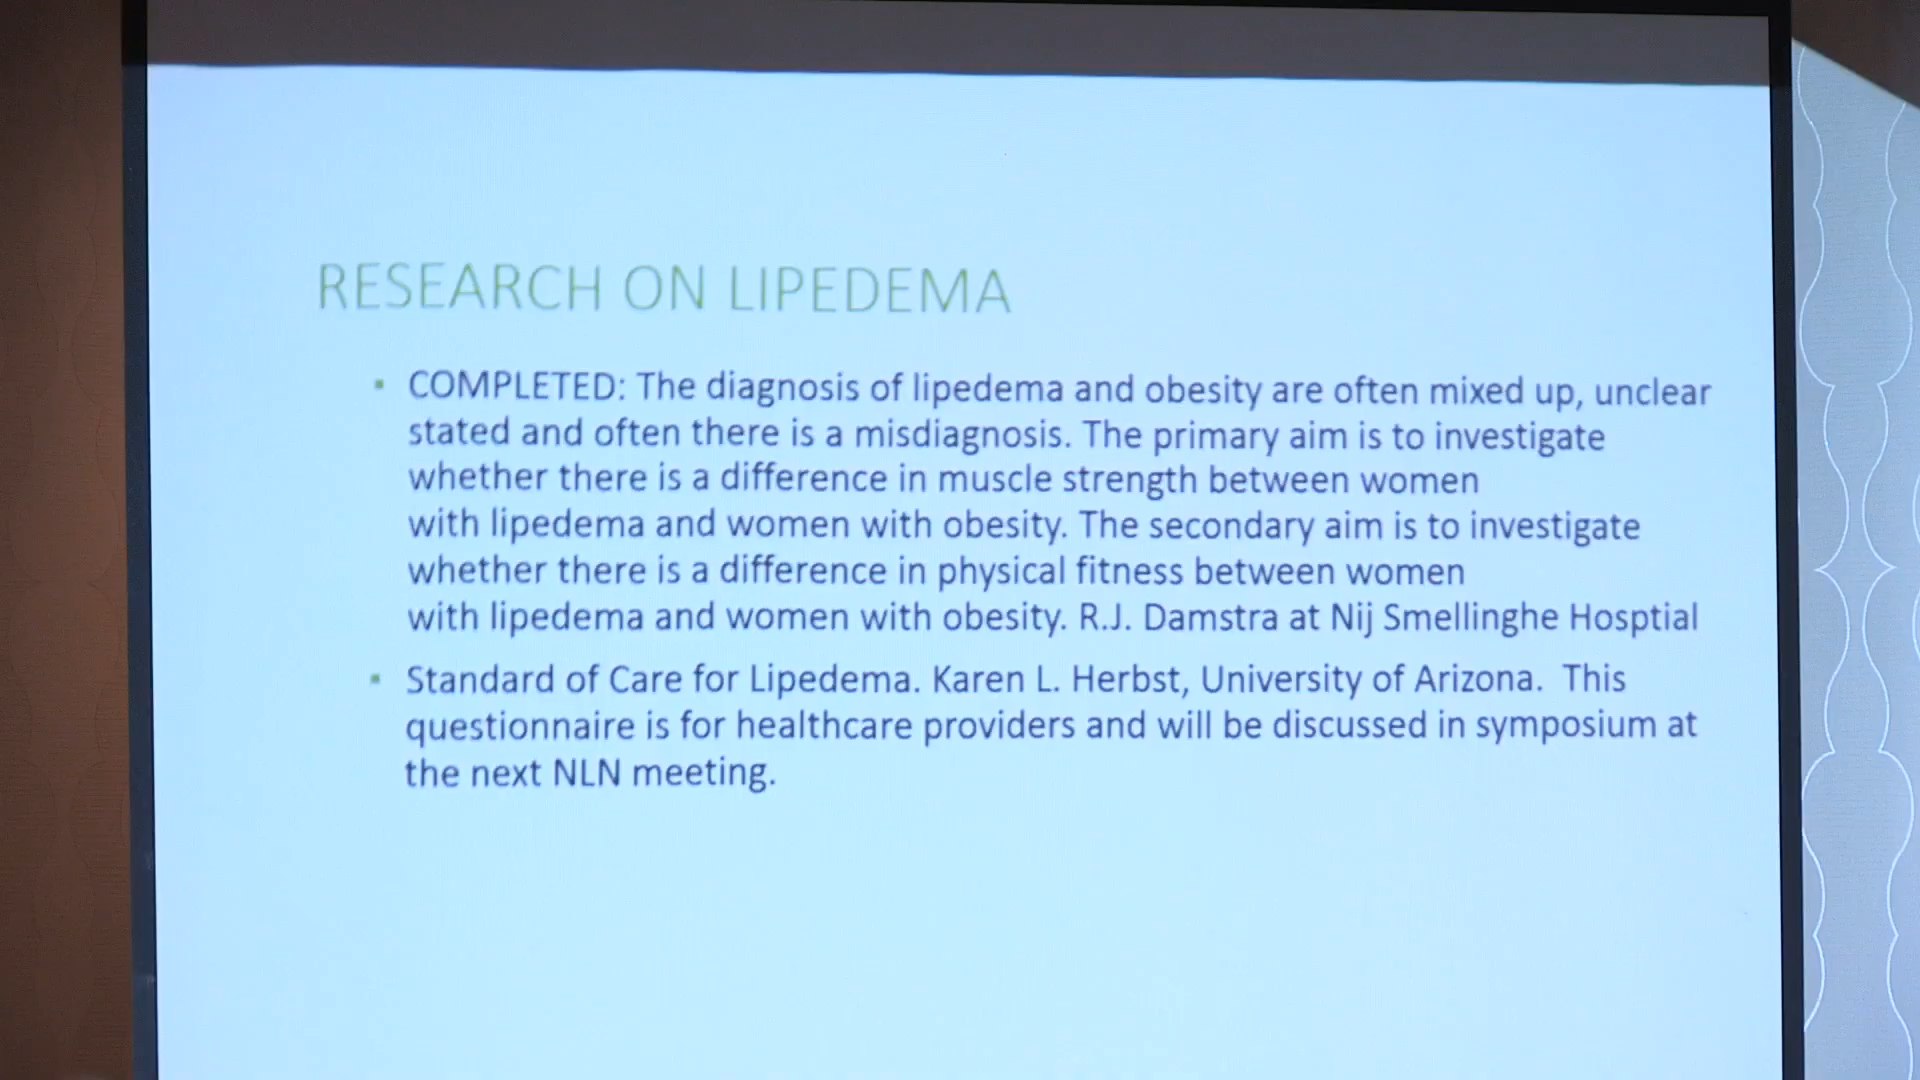 RESEARCH ON LIPEDEMA
COMPLETED: The diagnosis of lipedema and obesity are often mixed up, unclear
stated and often there is a misdiagnosis. The primary aim is to investigate
whether there is a difference in muscle strength between women
with lipedema and women with obesity. The secondary aim is to investigate
whether there is a difference in physical fitness between women
with lipedema and women with obesity. R.J. Damstra at Nij Smellinghe Hosptial
Standard of Care for Lipedema. Karen L. Herbst, University of Arizona.  This
questionnaire is for healthcare providers and will be discussed in symposium at
the next NLN meeting.